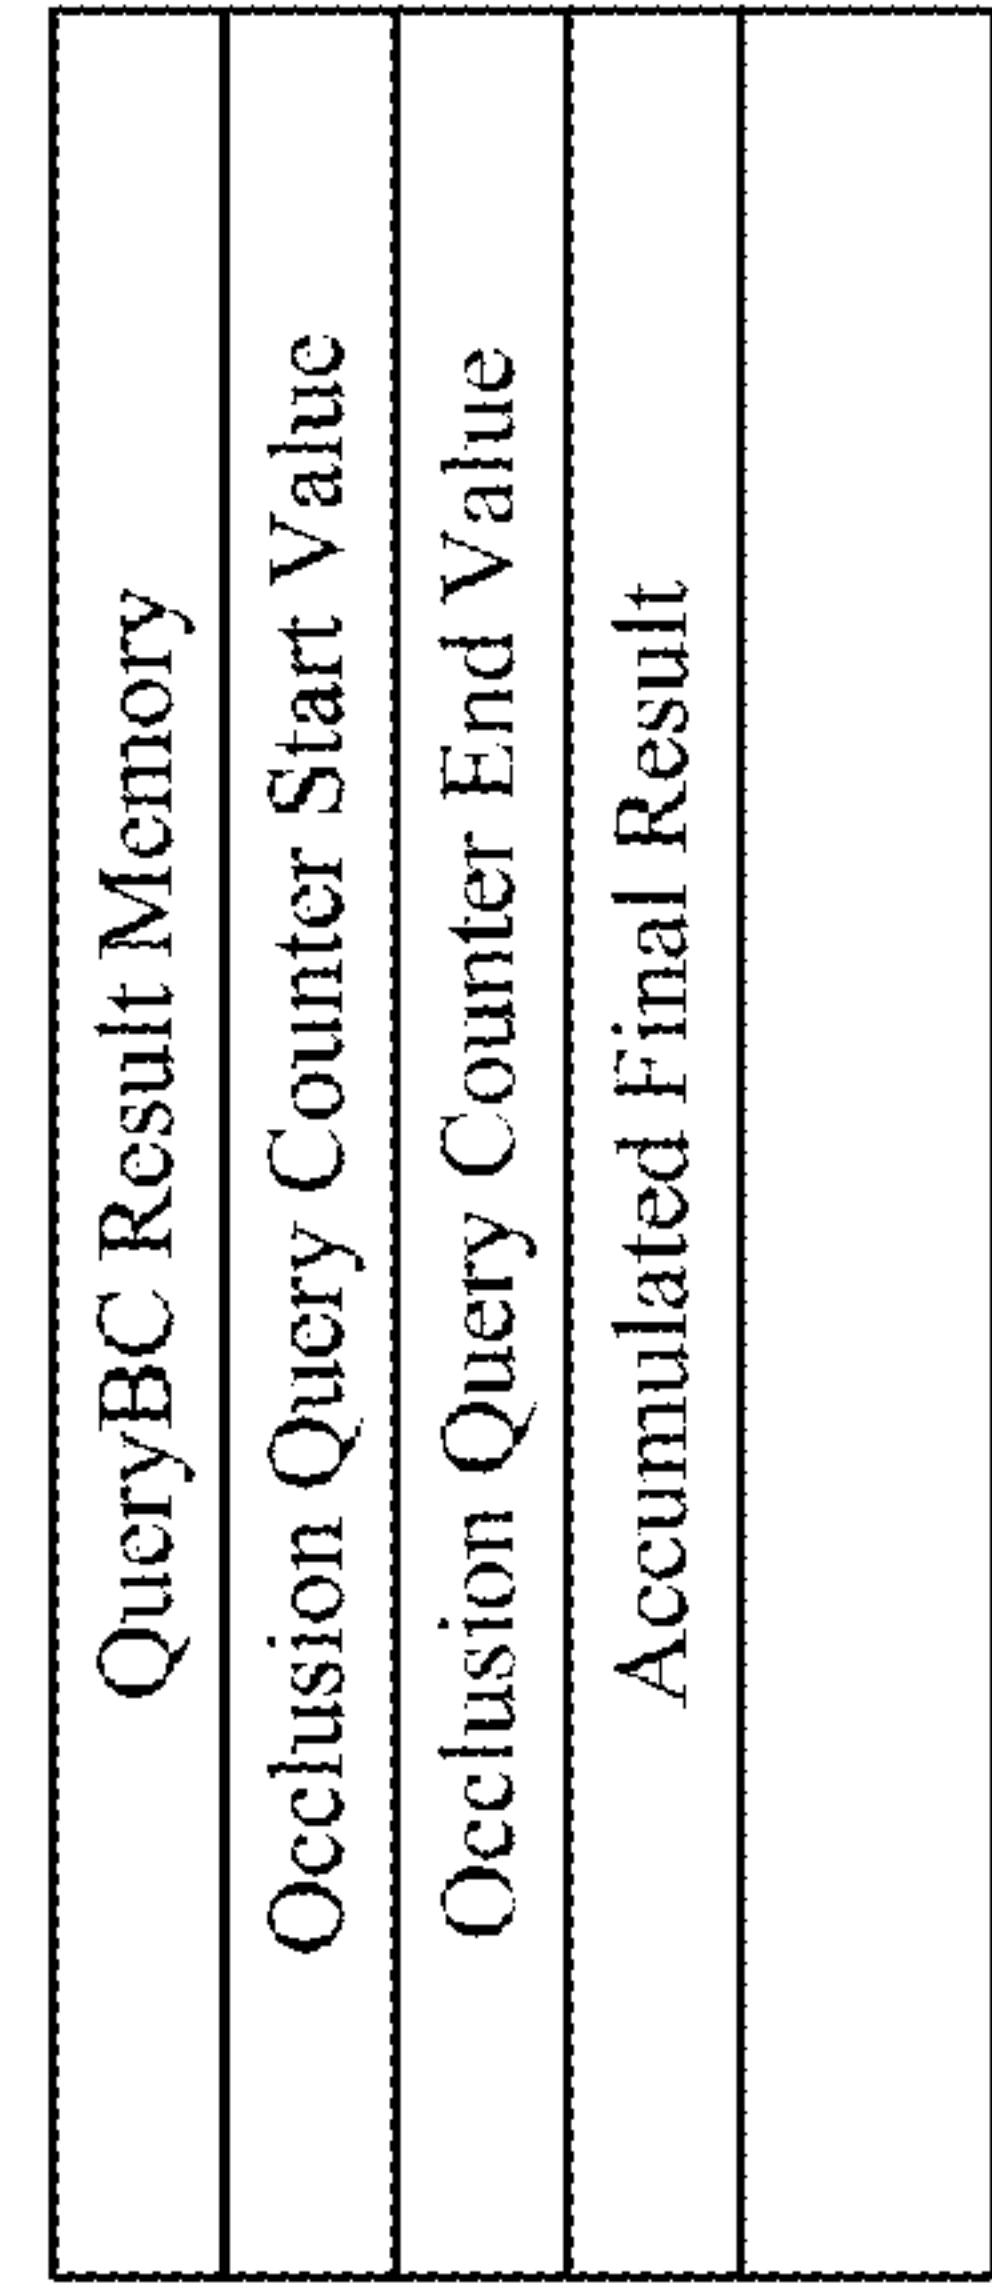 QueryBC Result Memory
Occlusion Query Counter Start Value
Occlusion Query Counter End Value
Accumulated Final Result